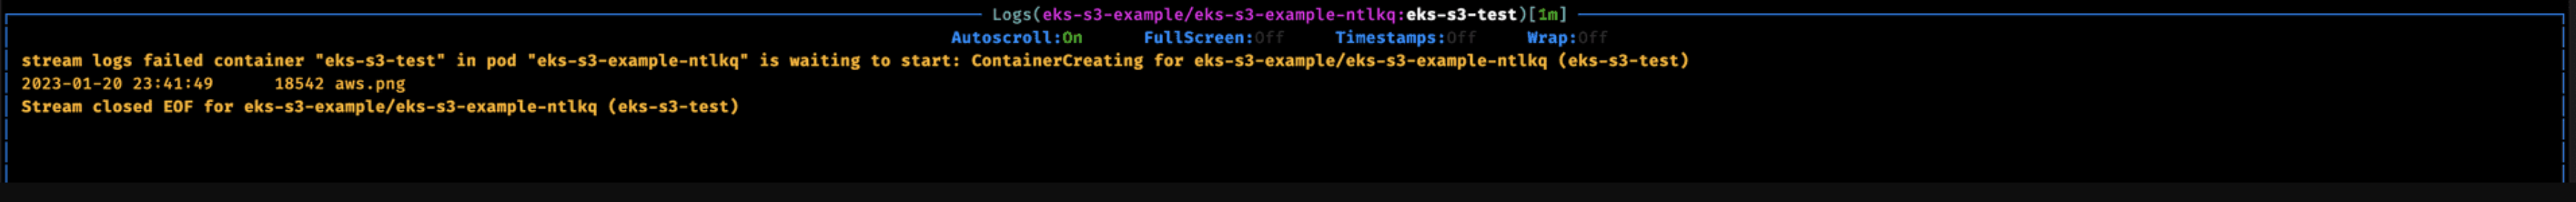 Logs(eks-s3-example/eks-s3-example-ntlkq:eks-s3-test)[1m]
Autoscroll:On FullScreen:Off Timestamps:Off Wrap:Off
stream logs failed container "eks-s3-test" in pod "eks-s3-example-ntlkq" is waiting to start: ContainerCreating for eks-s3-example/eks-s3-example-ntlkq (eks-s3-test)
2023-01-20 23:41:49 18542 aws.png
Stream closed EOF for eks-s3-example/eks-s3-example-ntlkq (eks-s3-test)